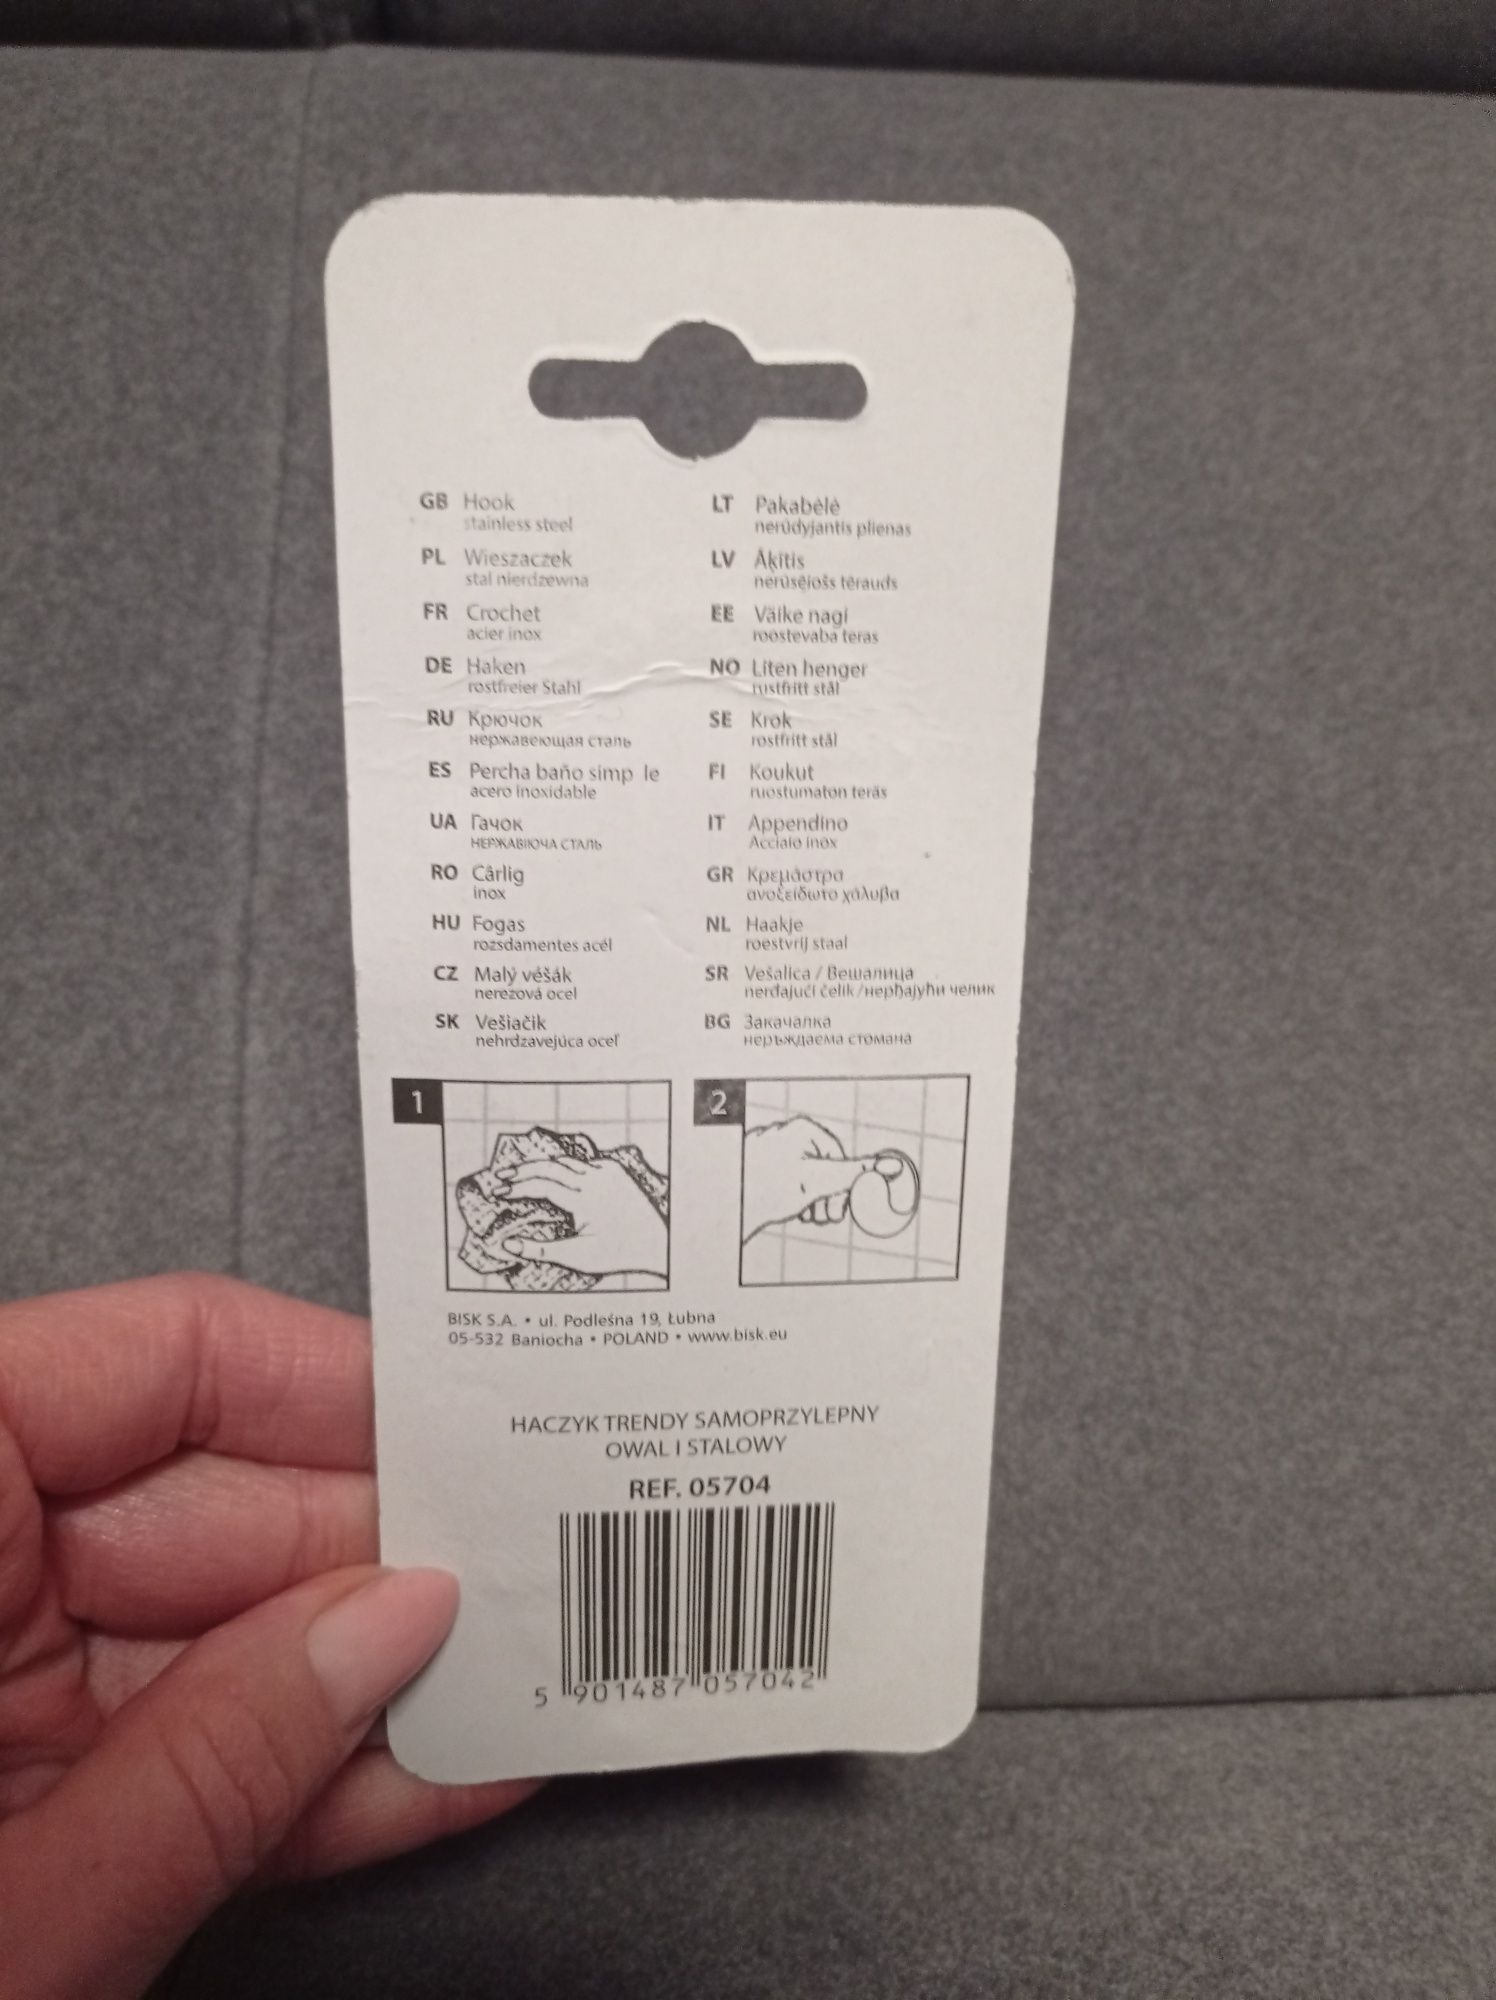 GB Hook
stainless steel
PL Wieszaczek
stal nierdzewna
FR Crochet
acier inox
DE Haken
rostfreier Stahl
RU Крючок
нержавеющая сталь
ES Percha baño simp le
acero inoxidable
UA Гачок
НЕРЖАВІЮЧА СТАЛЬ
RO Cârlig
inox
HU Fogas
rozsdamentes acél
CZ Malý věšák
nerezová ocel
SK Vešiačik
nehrdzavejúca oceľ
LT Pakabėlė
nerūdyjantis plienas
LV Āķītis
nerūsējošs tērauds
EE Väike nagi
roostevaba teras
NO Liten henger
rustfritt stål
SE Krok
rostfritt stål
FI Koukut
ruostumaton teräs
IT Appendino
Acciaio inox
GR Κρεμάστρα
ανοξείδωτο χάλυβα
NL Haakje
roestvrij staal
SR Vešalica / Вешалица
nerđajući čelik / нерђајући челик
BG Закачалка
неръждаема стомана
1
2
BISK S.A. • ul. Podleśna 19, Łubna
05-532 Baniocha • POLAND • www.bisk.eu
HACZYK TRENDY SAMOPRZYLEPNY
OWAL I STALOWY
REF. 05704
5 901487 057042